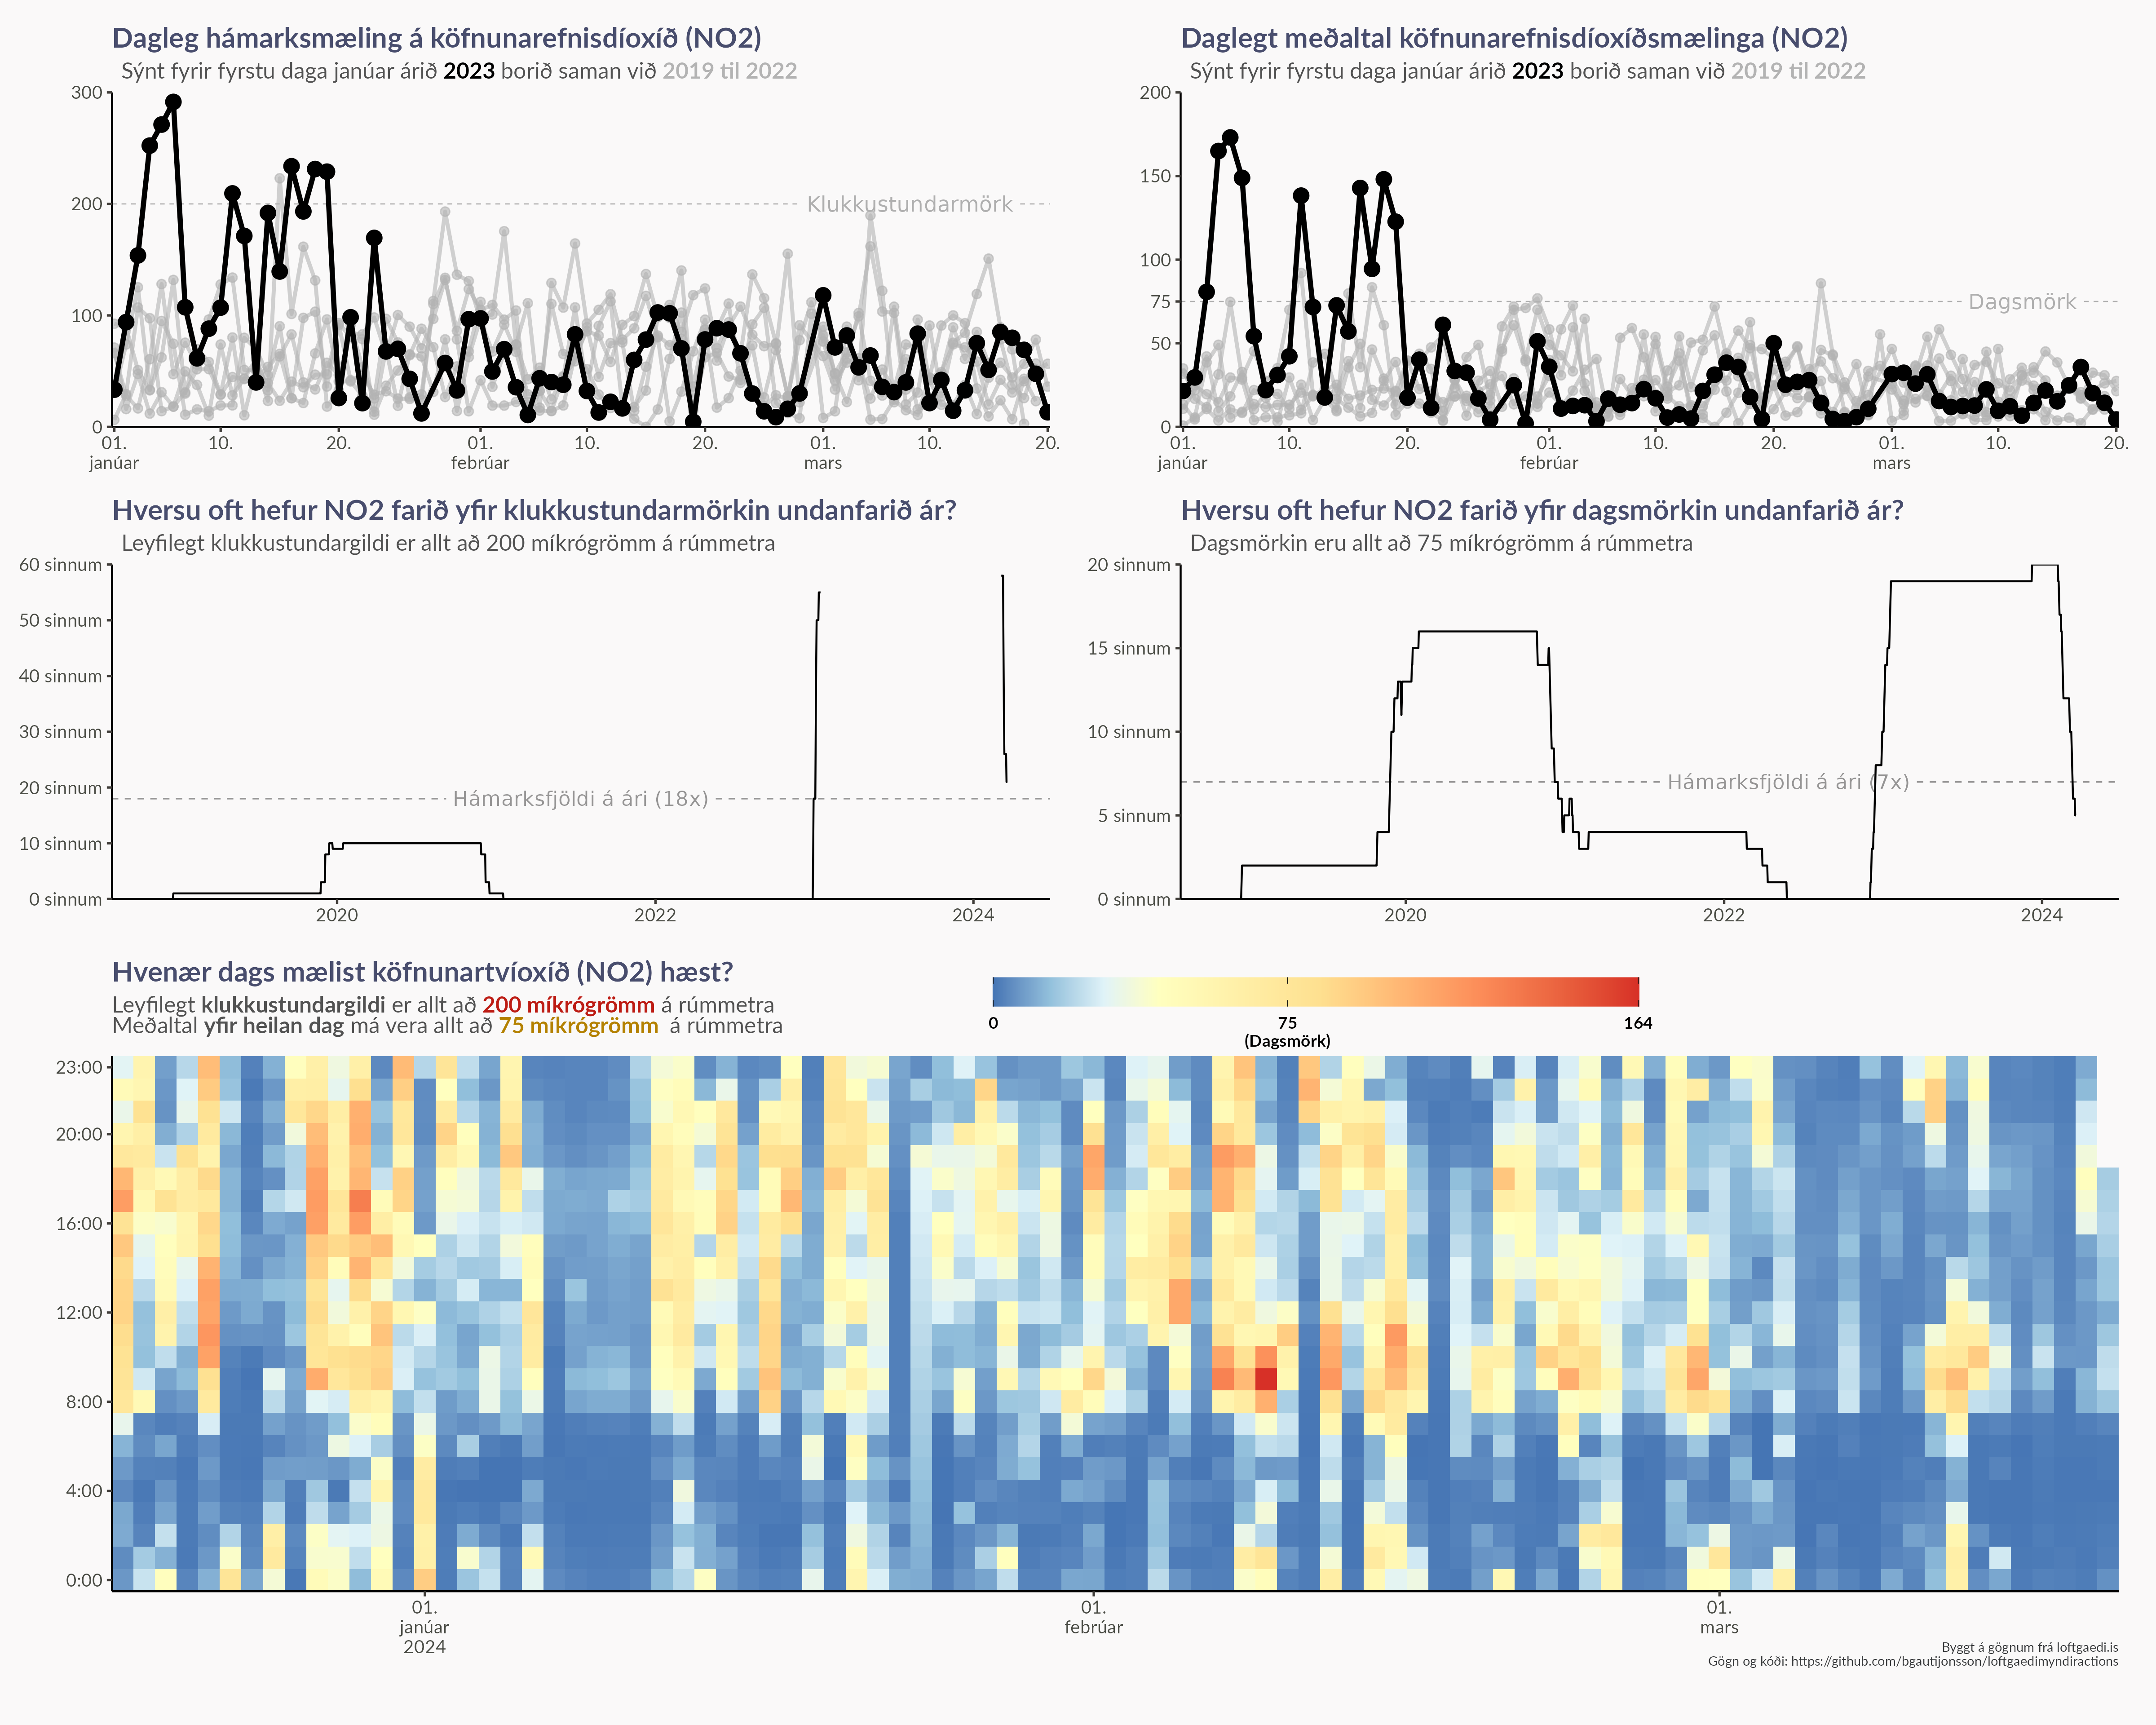 Dagleg hámarksmæling á köfnunarefnisdíoxíð (NO2)
Sýnt fyrir fyrstu daga janúar árið 2023 borið saman við 2019 til 2022
300
200
100
0
Klukkustundarmörk
01.
janúar
10.
20.
01.
febrúar
10.
20.
01.
mars
10.
20.
Daglegt meðaltal köfnunarefnisdíoxíðsmælinga (NO2)
Sýnt fyrir fyrstu daga janúar árið 2023 borið saman við 2019 til 2022
200
150
100
75
50
0
Dagsmörk
01.
janúar
10.
20.
01.
febrúar
10.
20.
01.
mars
10.
20.
Hversu oft hefur NO2 farið yfir klukkustundarmörkin undanfarið ár?
Leyfilegt klukkustundargildi er allt að 200 míkrógrömm á rúmmetra
60 sinnum
50 sinnum
40 sinnum
30 sinnum
20 sinnum
10 sinnum
0 sinnum
Hámarksfjöldi á ári (18x)
2020
2022
2024
Hversu oft hefur NO2 farið yfir dagsmörkin undanfarið ár?
Dagsmörkin eru allt að 75 míkrógrömm á rúmmetra
20 sinnum
15 sinnum
10 sinnum
5 sinnum
0 sinnum
Hámarksfjöldi á ári (7x)
2020
2022
2024
Hvenær dags mælist köfnunartvíoxíð (NO2) hæst?
Leyfilegt klukkustundargildi er allt að 200 míkrógrömm á rúmmetra
Meðaltal yfir heilan dag má vera allt að 75 míkrógrömm á rúmmetra
0
75
(Dagsmörk)
164
23:00
20:00
16:00
12:00
8:00
4:00
0:00
01.
janúar
2024
01.
febrúar
01.
mars
Byggt á gögnum frá loftgaedi.is
Gögn og kóði: https://github.com/bgautijonsson/loftgaedimyndiractions